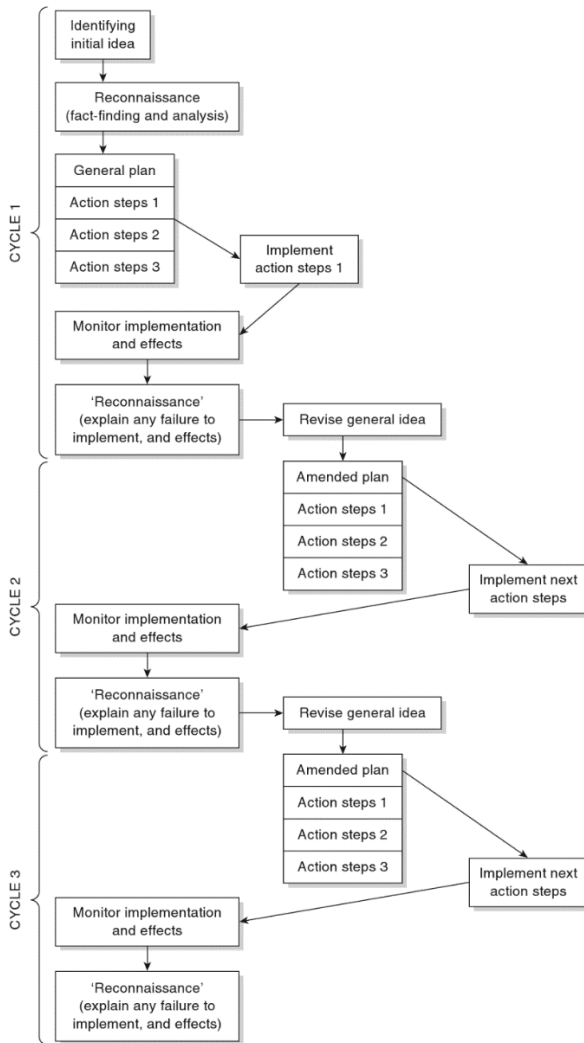 CYCLE 1
Identifying
initial idea
Reconnaissance
(fact-finding and analysis)
General plan
Action steps 1
Action steps 2
Action steps 3
Implement
action steps 1
Monitor implementation
and effects
‘Reconnaissance’
(explain any failure to
implement, and effects)
Revise general idea
CYCLE 2
Amended plan
Action steps 1
Action steps 2
Action steps 3
Implement next
action steps
Monitor implementation
and effects
‘Reconnaissance’
(explain any failure to
implement, and effects)
Revise general idea
CYCLE 3
Amended plan
Action steps 1
Action steps 2
Action steps 3
Implement next
action steps
Monitor implementation
and effects
‘Reconnaissance’
(explain any failure to
implement, and effects)